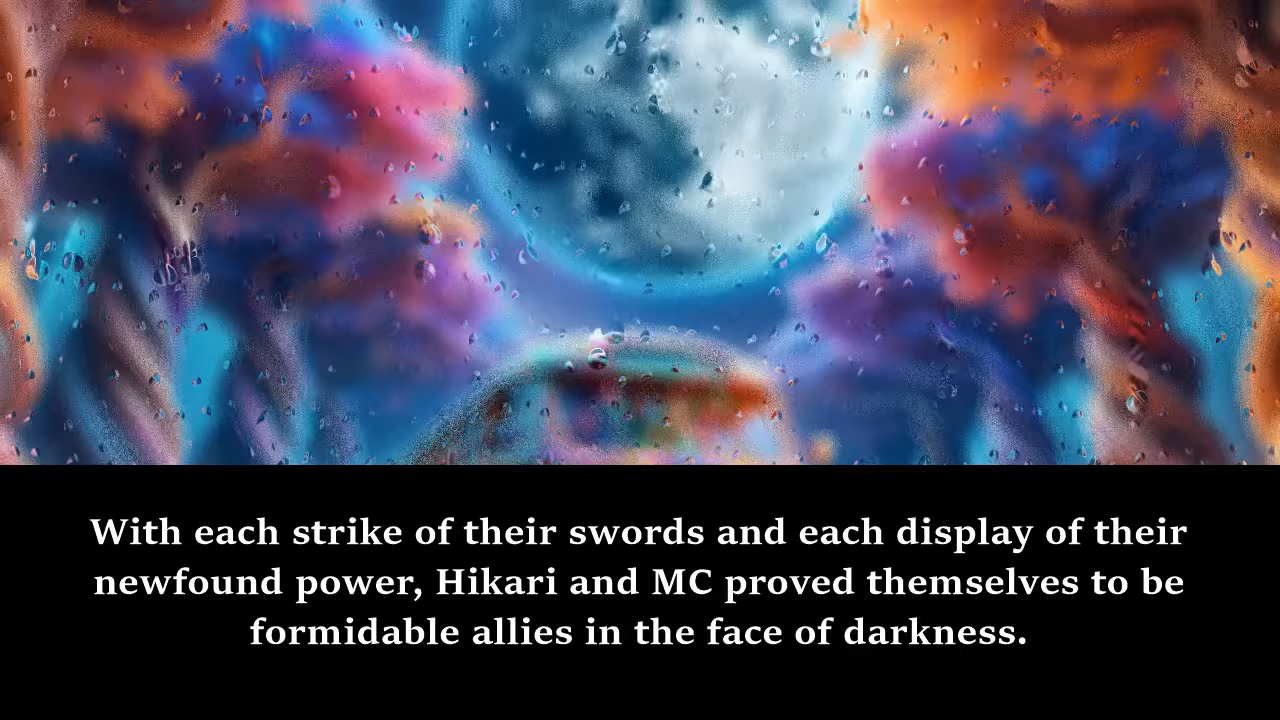 With each strike of their swords and each display of their
newfound power, Hikari and MC proved themselves to be
formidable allies in the face of darkness.